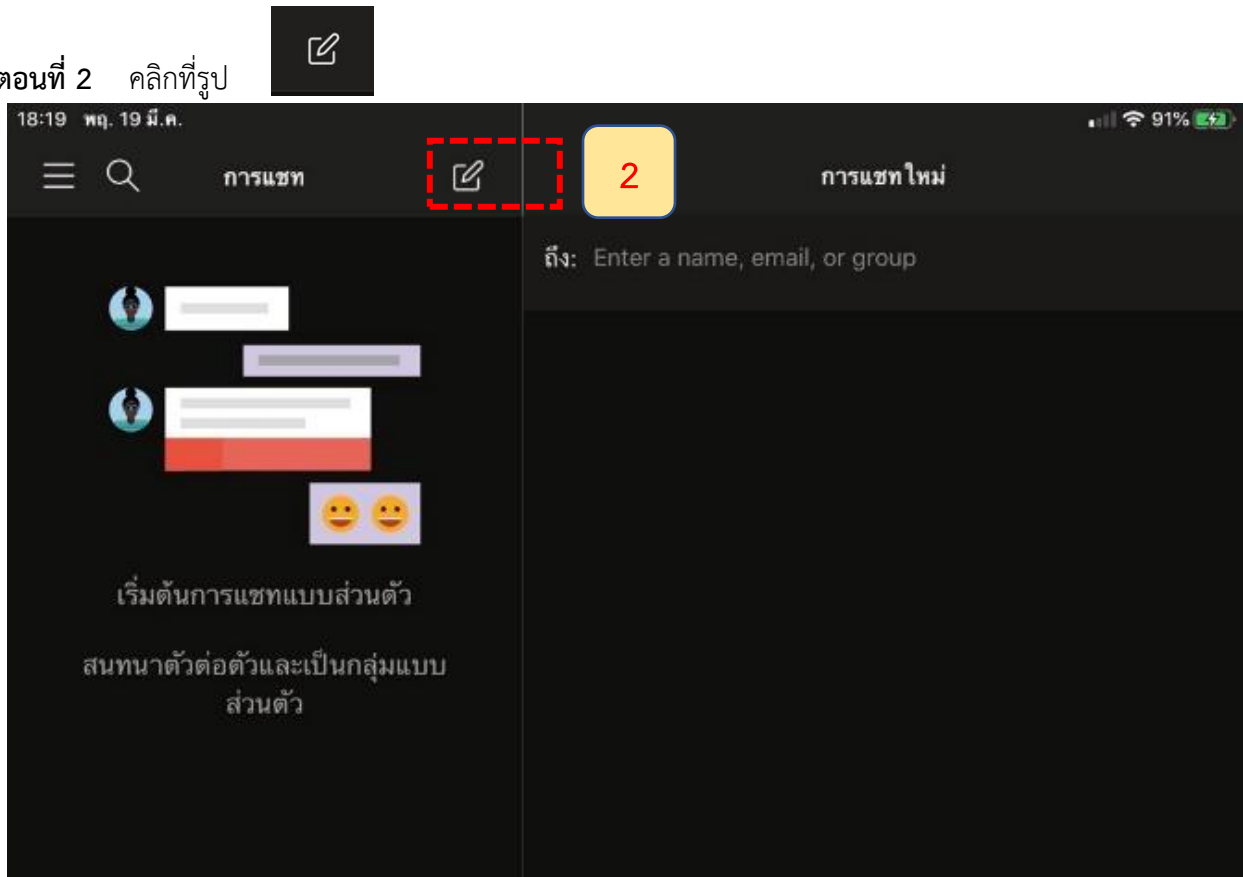 ตอนที่ 2 คลิกที่รูป
18:19 พฤ. 19 มี.ค.
91%
การแชท
2
การแชทใหม่
ถึง: Enter a name, email, or group
เริ่มต้นการแชทแบบส่วนตัว
สนทนาตัวต่อตัวและเป็นกลุ่มแบบ
ส่วนตัว